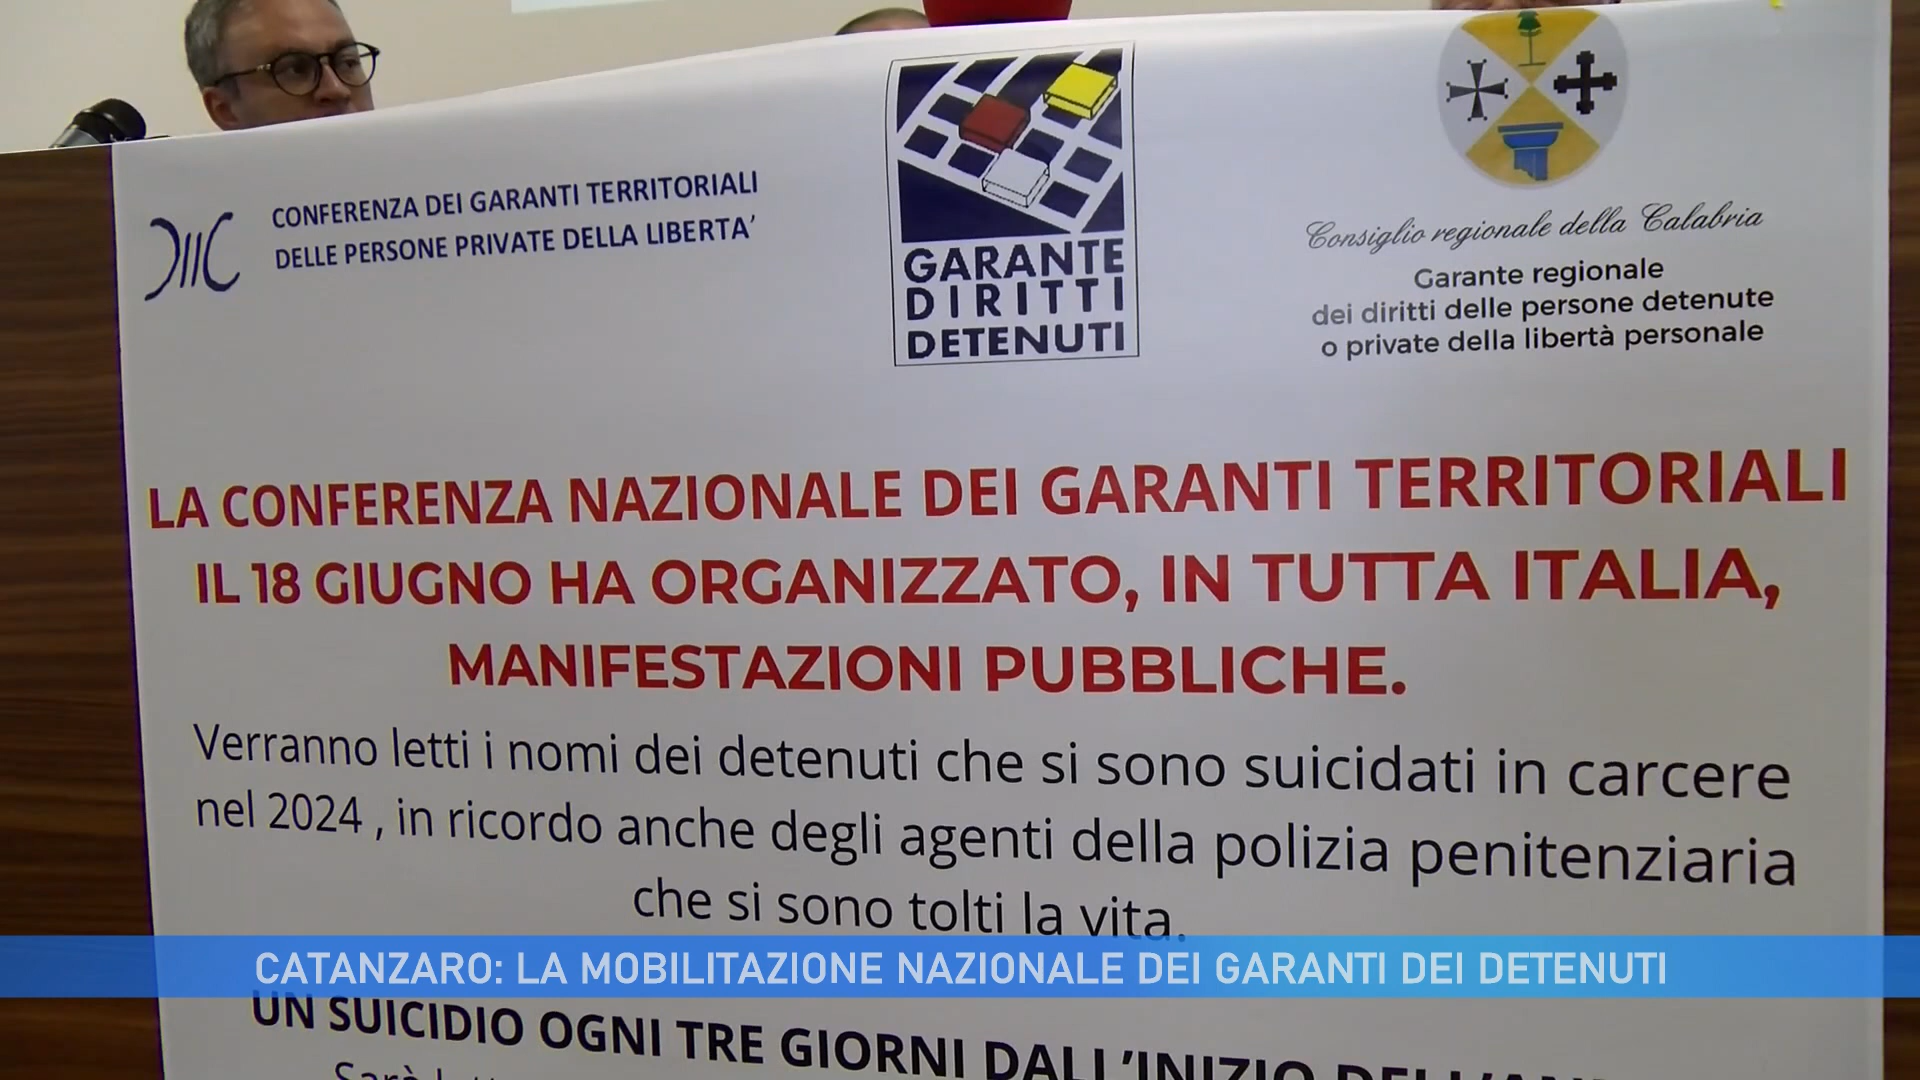 CONFERENZA DEI GARANTI TERRITORIALI
DELLE PERSONE PRIVATE DELLA LIBERTA'
GARANTE
DIRITTI
DETENUTI
Consiglio regionale della Calabria
Garante regionale
dei diritti delle persone detenute
o private della libertà personale
LA CONFERENZA NAZIONALE DEI GARANTI TERRITORIALI
IL 18 GIUGNO HA ORGANIZZATO, IN TUTTA ITALIA,
MANIFESTAZIONI PUBBLICHE.
Verranno letti i nomi dei detenuti che si sono suicidati in carcere
nel 2024 , in ricordo anche degli agenti della polizia penitenziaria
che si sono tolti la vita.
CATANZARO: LA MOBILITAZIONE NAZIONALE DEI GARANTI DEI DETENUTI
UN SUICIDIO OGNI TRE GIORNI DALL'INIZIO